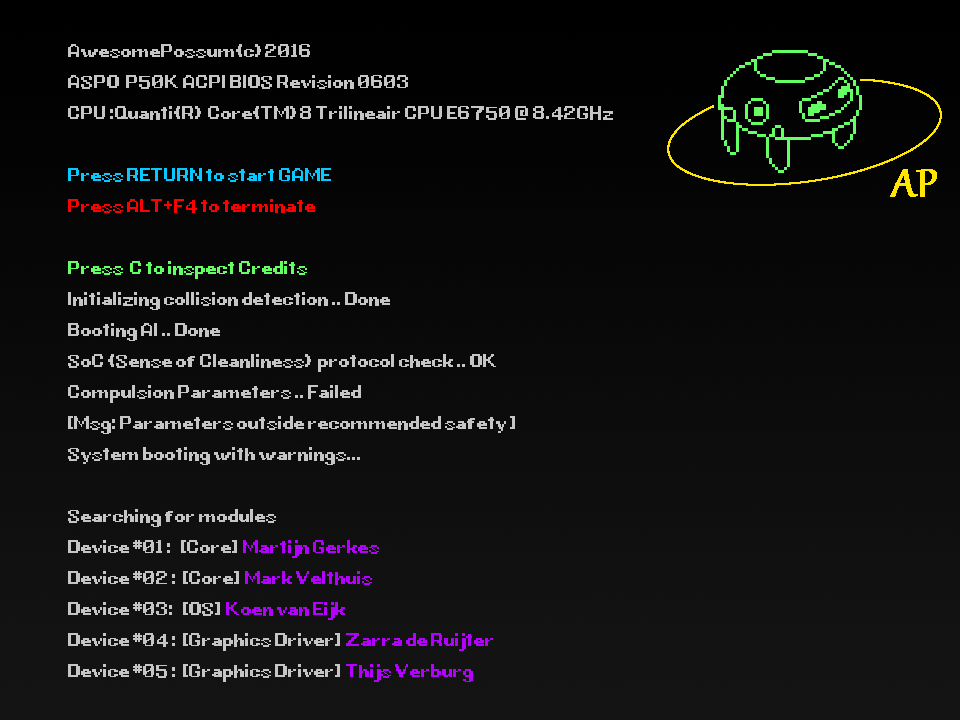 AwesomePossum(c) 2016
ASPO P50K ACPI BIOS Revision 0603
CPU :Quanti(R) Core(TM) 8 Trilineair CPU E6750 @ 8.42GHz
AP
Press RETURN to start GAME
Press ALT+F4 to terminate
Press C to inspect Credits
Initializing collision detection .. Done
Booting AI .. Done
SoC (Sense of Cleanliness) protocol check .. OK
Compulsion Parameters .. Failed
[Msg: Parameters outside recommended safety ]
System booting with warnings...
Searching for modules
Device #01 : [Core] Martijn Gerkes
Device #02 : [Core] Mark Velthuis
Device #03: [OS] Koen van Eijk
Device #04 : [Graphics Driver] Zarra de Ruijter
Device #05 : [Graphics Driver] Thijs Verburg